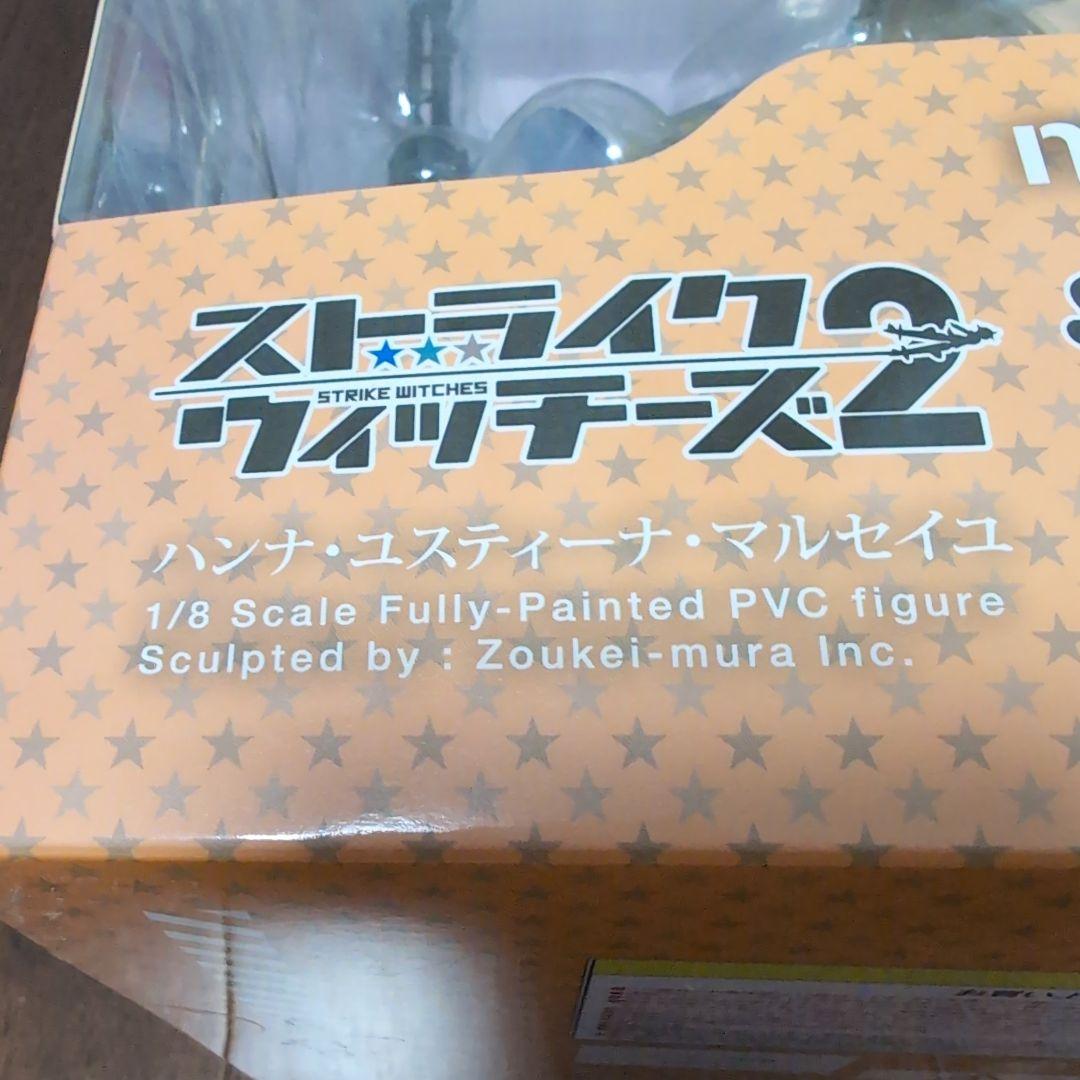 ストライク
STRIKE WITCHES
ウィッチーズ2
ハンナ・ユスティーナ・マルセイユ
1/8 Scale Fully-Painted PVC figure
Sculpted by : Zoukei-mura Inc.